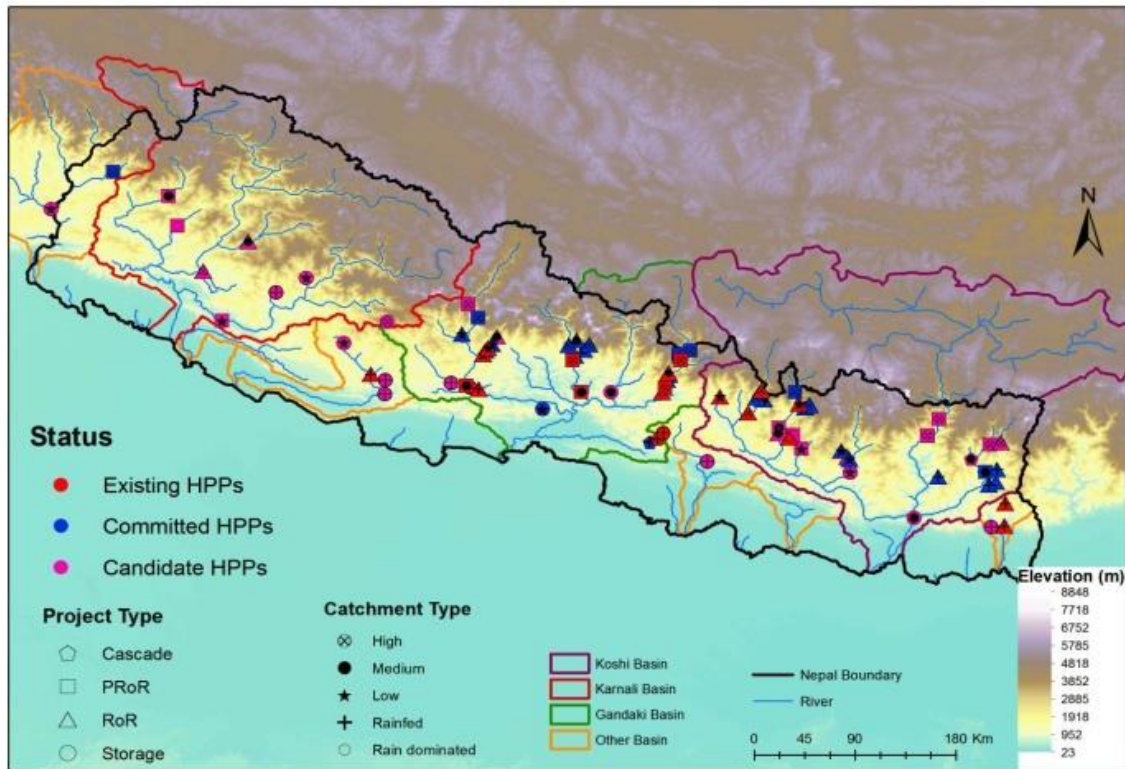 N
Status
Existing HPPs
Committed HPPs
Candidate HPPs
Project Type
Cascade
PRoR
RoR
Storage
Catchment Type
High
Medium
Low
Rainfed
Rain dominated
Koshi Basin
Karnali Basin
Gandaki Basin
Other Basin
Nepal Boundary
River
0 45 90 180 Km
Elevation (m)
8848
7718
6752
5785
4818
3852
2885
1918
952
23